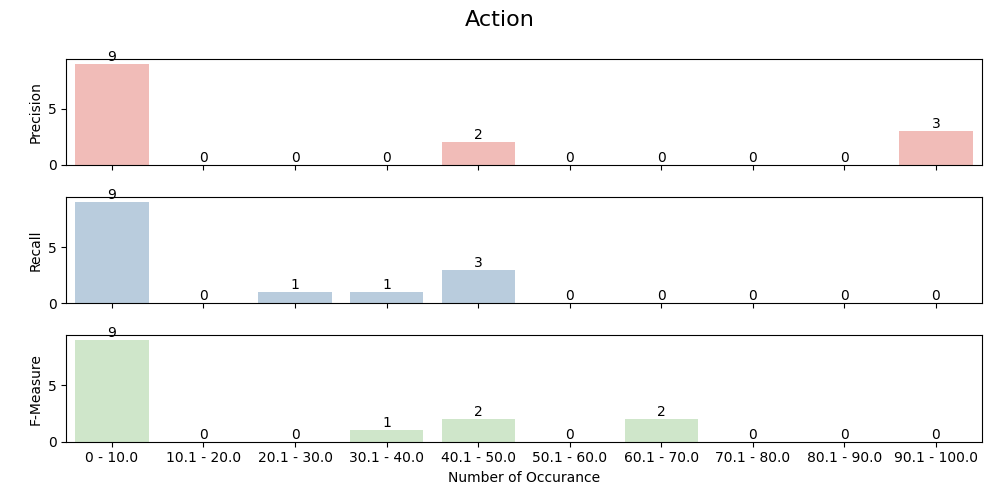 Action
Precision
5
0
9 0 0 0 2 0 0 0 0 3
Recall
5
0
9 0 1 1 3 0 0 0 0 0
F-Measure
5
0
9 0 0 1 2 0 2 0 0 0
0 - 10.0 10.1 - 20.0 20.1 - 30.0 30.1 - 40.0 40.1 - 50.0 50.1 - 60.0 60.1 - 70.0 70.1 - 80.0 80.1 - 90.0 90.1 - 100.0
Number of Occurance